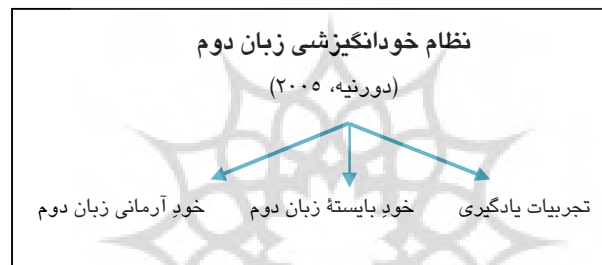 نظام خودانگیزشی زبان دوم
(دورنیه، ۲۰۰۵)
تجربیات یادگیری خودِ بایستهٔ زبان دوم خودِ آرمانی زبان دوم